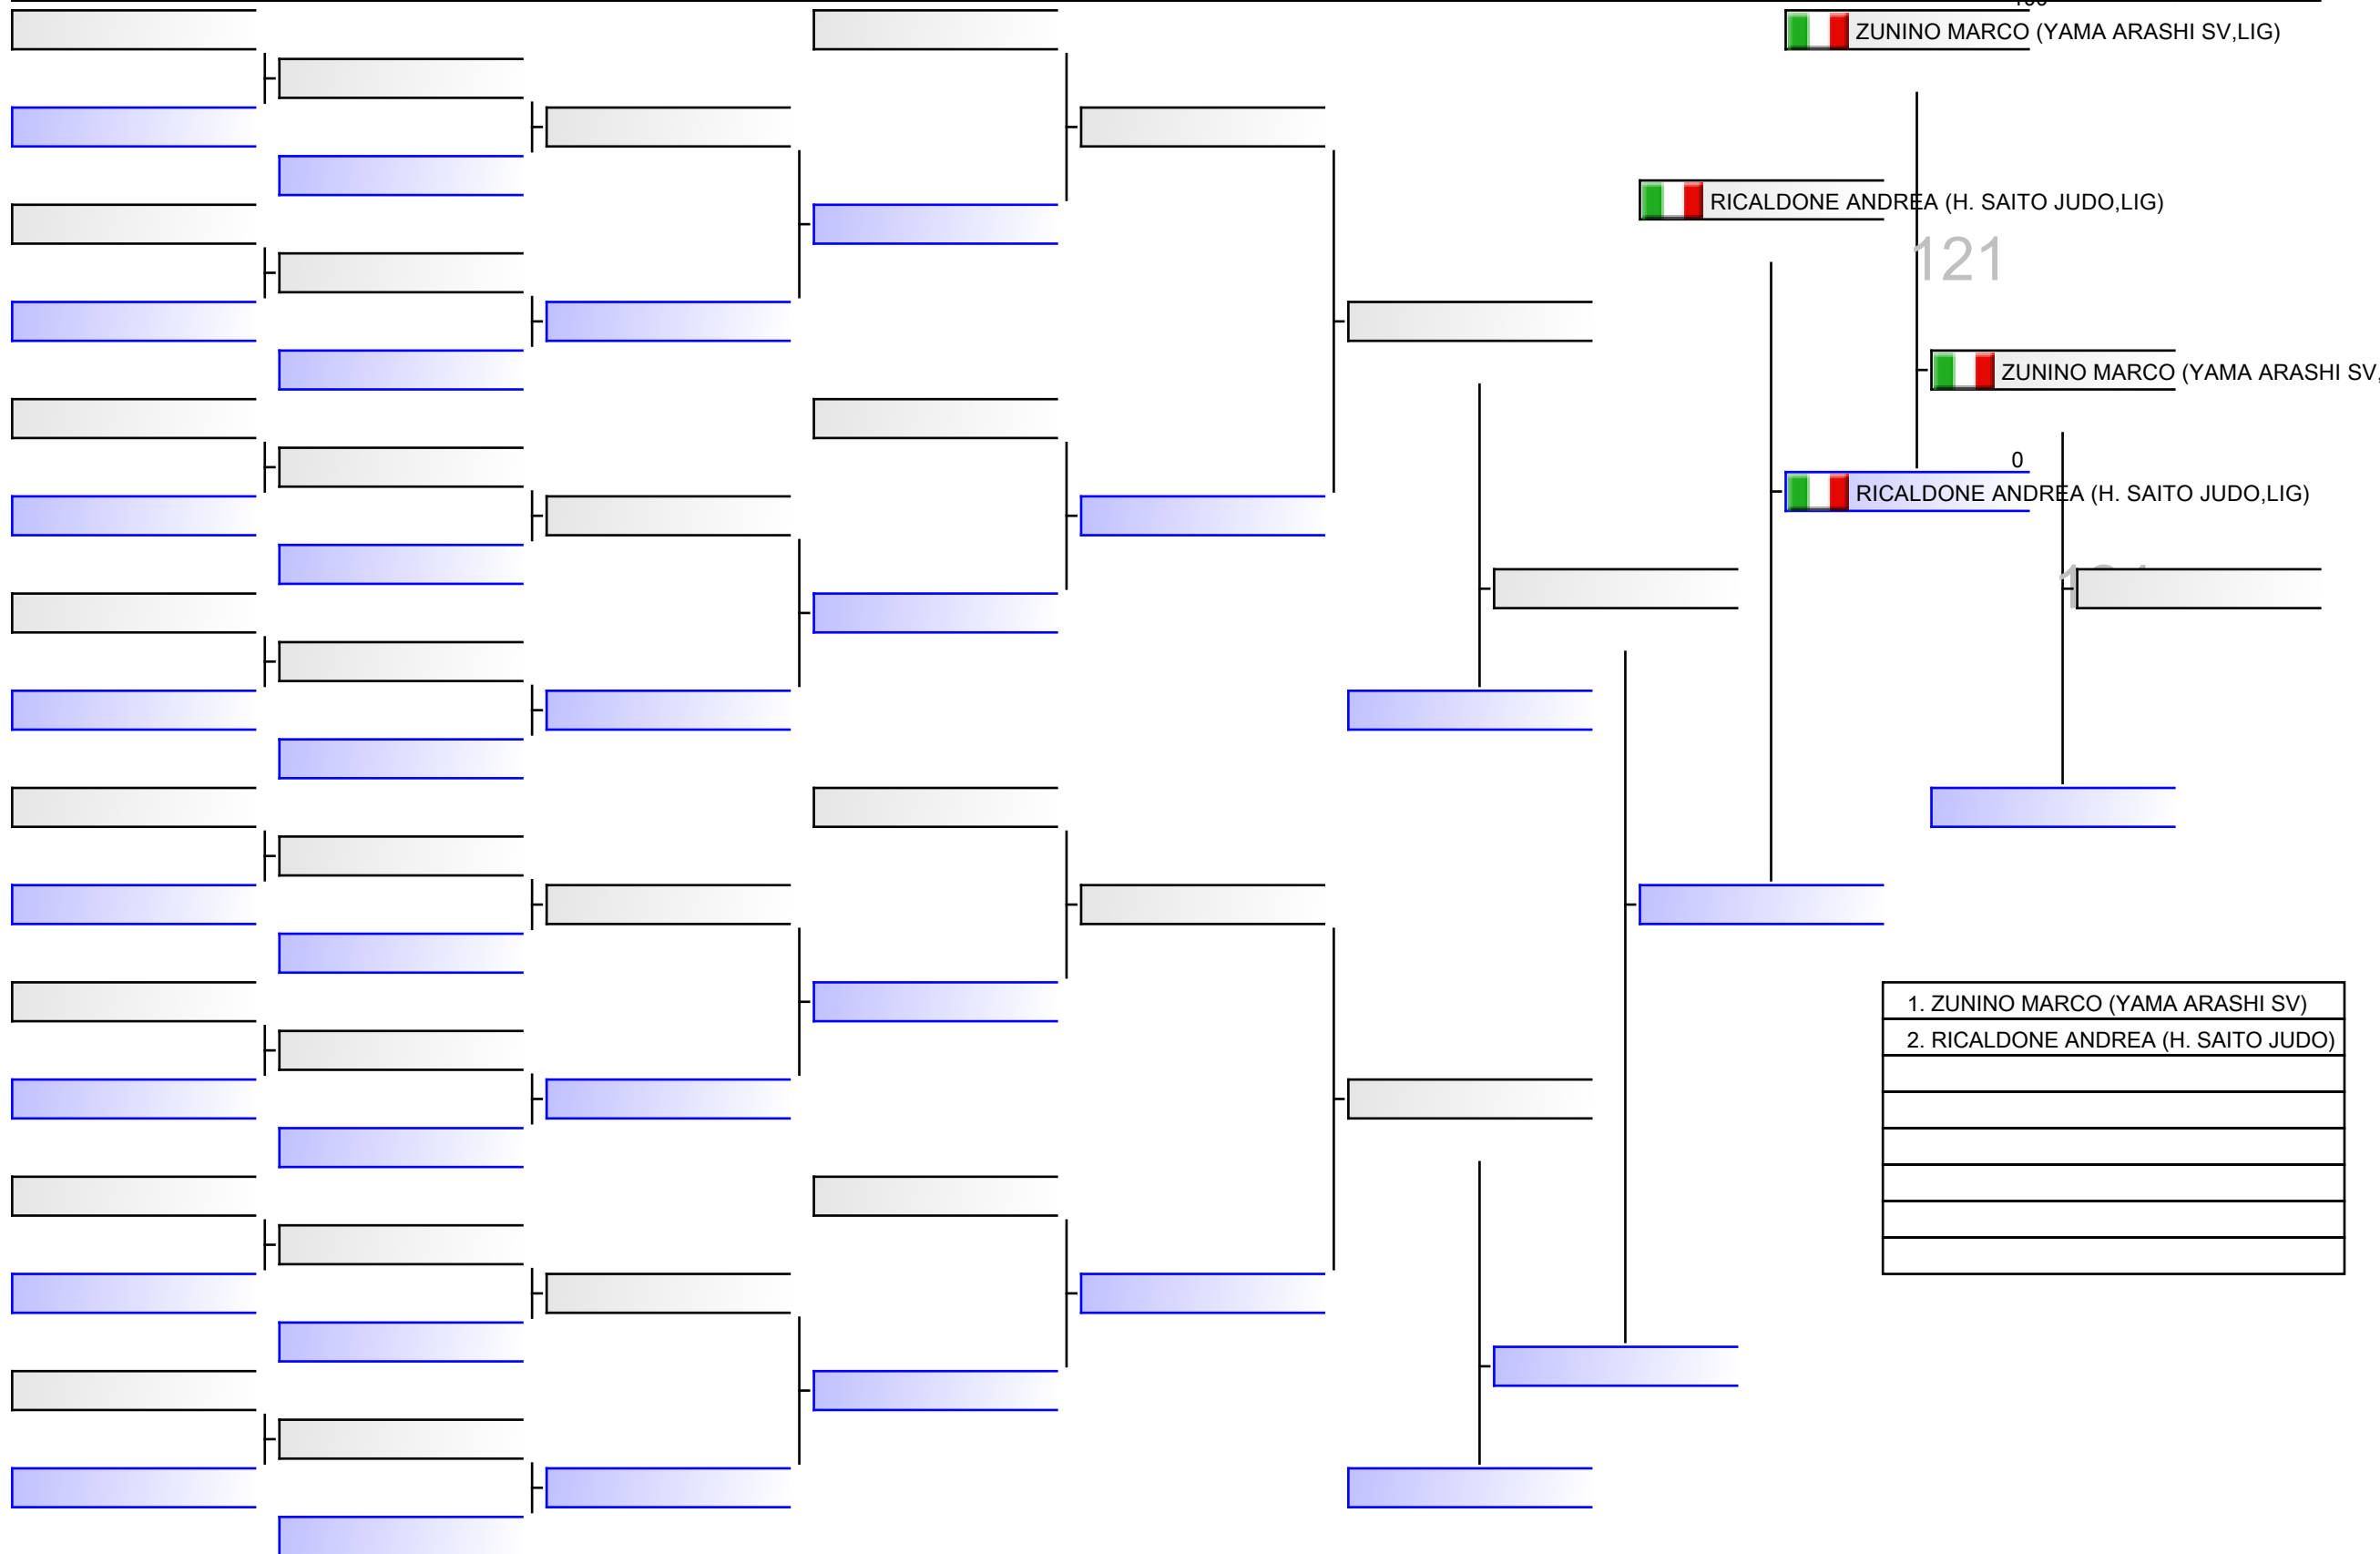 ZUNINO MARCO (YAMA ARASHI SV,LIG)
RICALDONE ANDREA (H. SAITO JUDO,LIG)
121
ZUNINO MARCO (YAMA ARASHI SV,
0
RICALDONE ANDREA (H. SAITO JUDO,LIG)
1. ZUNINO MARCO (YAMA ARASHI SV)
2. RICALDONE ANDREA (H. SAITO JUDO)